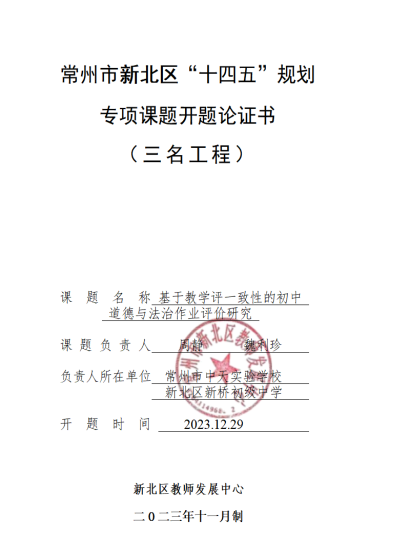 常州市新北区“十四五”规划
专项课题开题论证书
（三名工程）
课 题 名 称 基于教学评一致性的初中
道德与法治作业评价研究
课 题 负 责 人 周静 魏利珍
负责人所在单位 常州市中天实验学校
新北区新桥初级中学
开 题 时 间 2023.12.29
新北区教师发展中心
二〇二三年十一月制